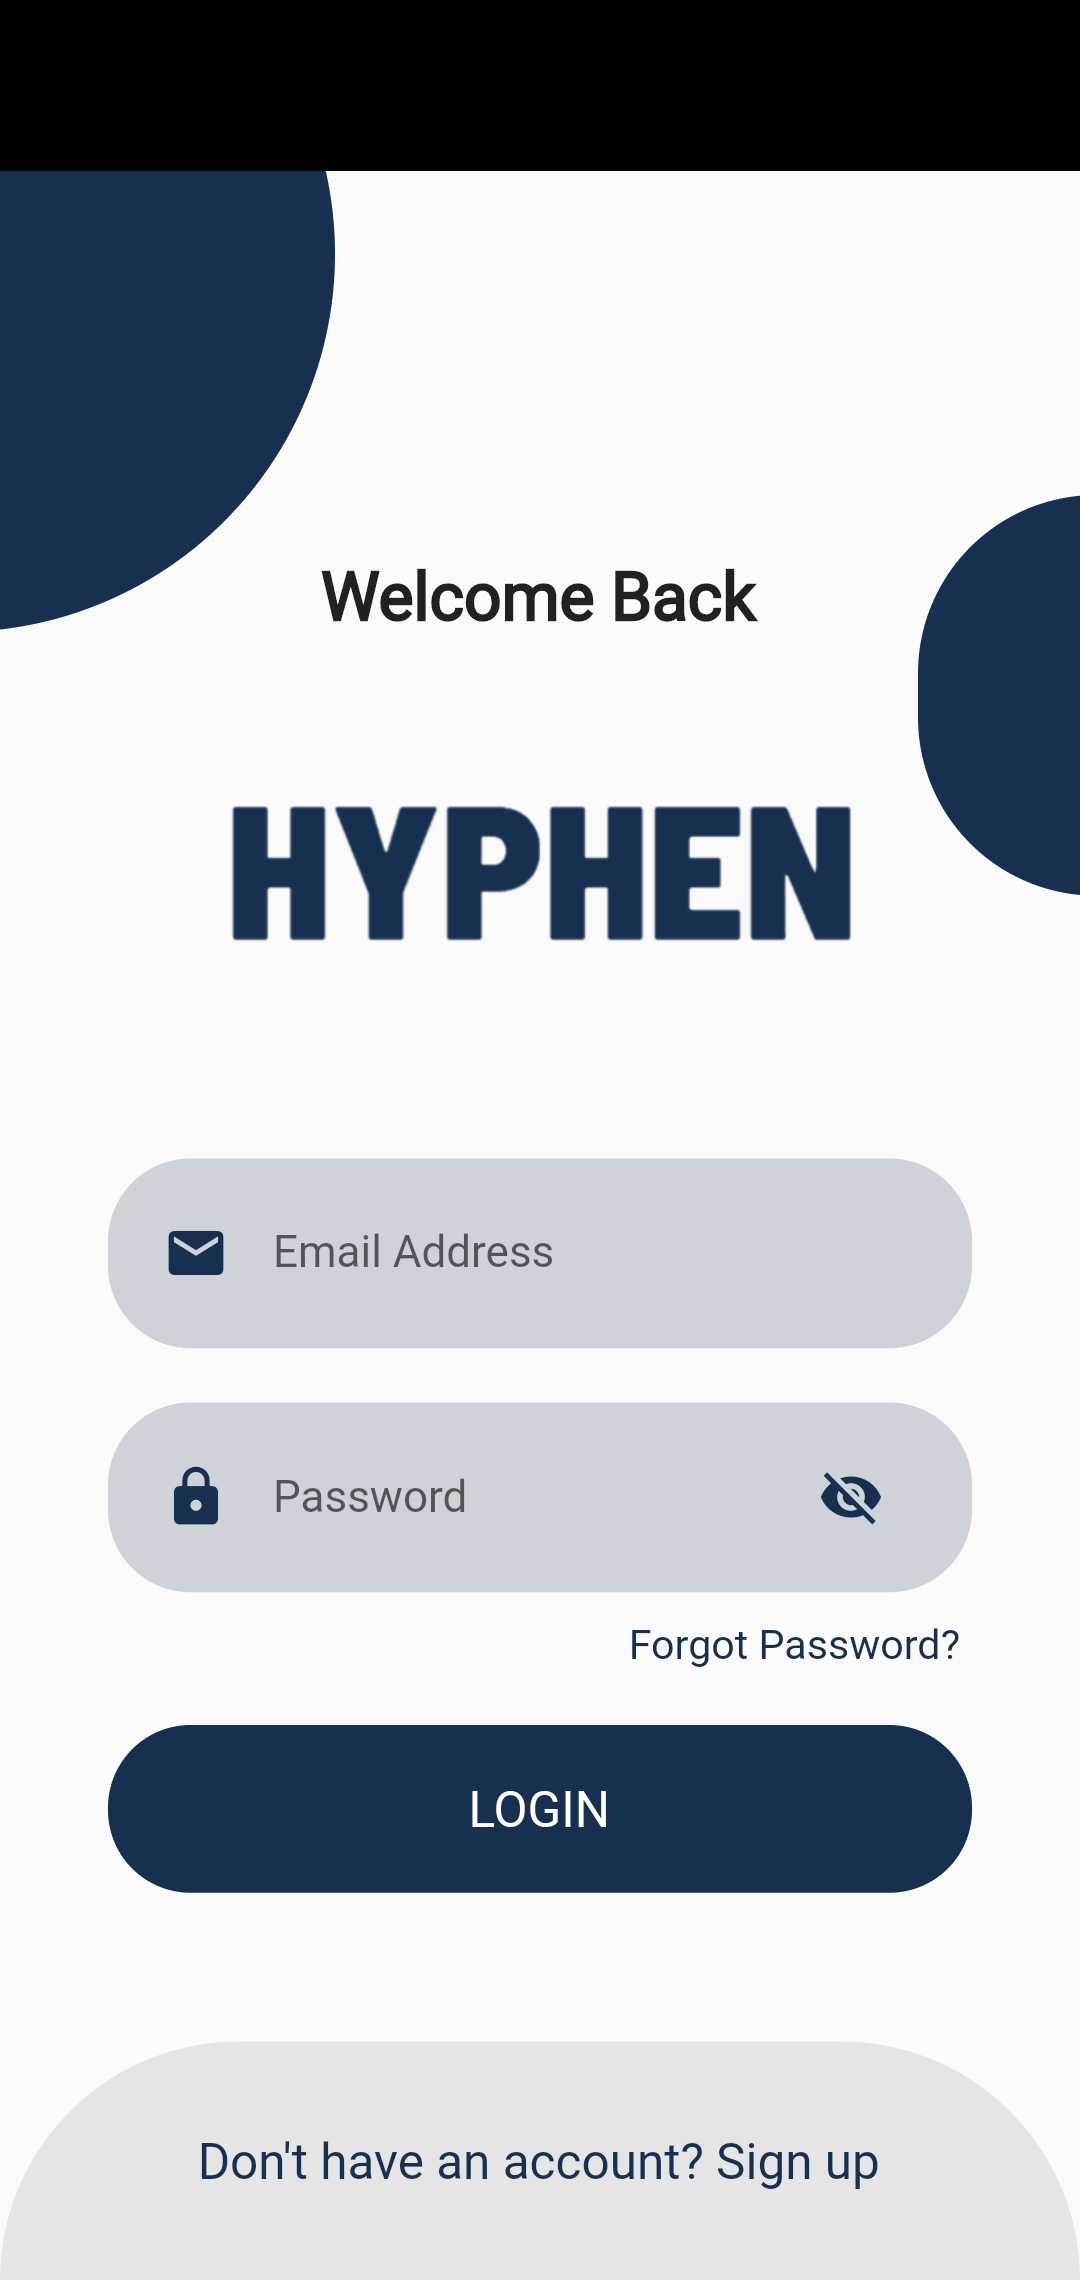 Welcome Back
HYPHEN
Email Address
Password
Forgot Password?
LOGIN
Don't have an account? Sign up